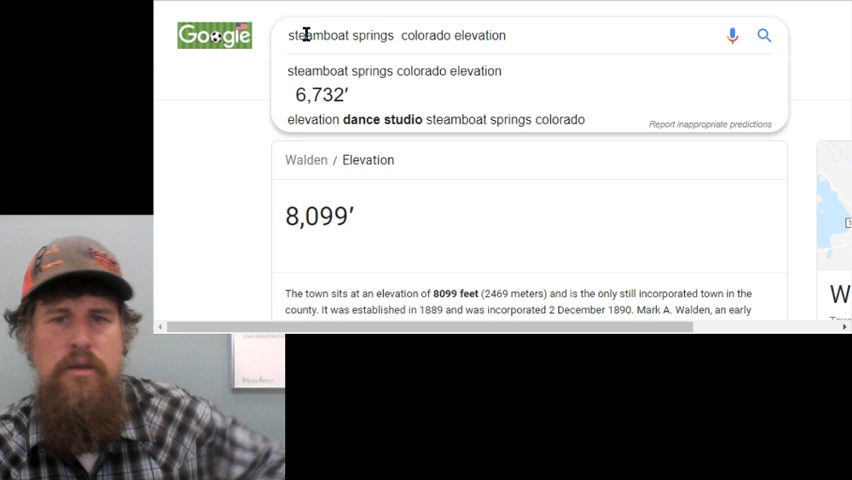 Google
steamboat springs  colorado elevation
steamboat springs colorado elevation
6,732′
elevation dance studio steamboat springs colorado
Report inappropriate predictions
Walden / Elevation
8,099′
The town sits at an elevation of 8099 feet (2469 meters) and is the only still incorporated town in the
county. It was established in 1889 and was incorporated 2 December 1890. Mark A. Walden, an early
W